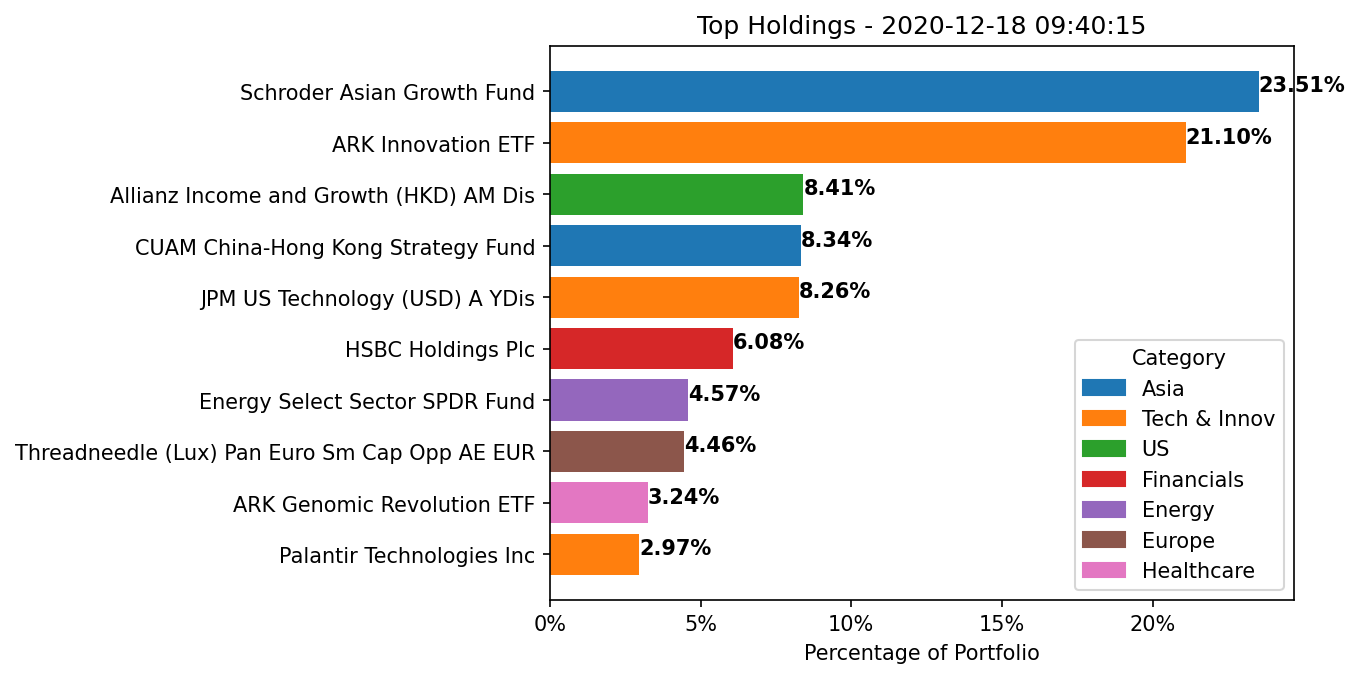 Top Holdings - 2020-12-18 09:40:15
Schroder Asian Growth Fund 23.51%
ARK Innovation ETF 21.10%
Allianz Income and Growth (HKD) AM Dis 8.41%
CUAM China-Hong Kong Strategy Fund 8.34%
JPM US Technology (USD) A YDis 8.26%
HSBC Holdings Plc 6.08%
Energy Select Sector SPDR Fund 4.57%
Threadneedle (Lux) Pan Euro Sm Cap Opp AE EUR 4.46%
ARK Genomic Revolution ETF 3.24%
Palantir Technologies Inc 2.97%
Category
Asia
Tech & Innov
US
Financials
Energy
Europe
Healthcare
0% 5% 10% 15% 20%
Percentage of Portfolio